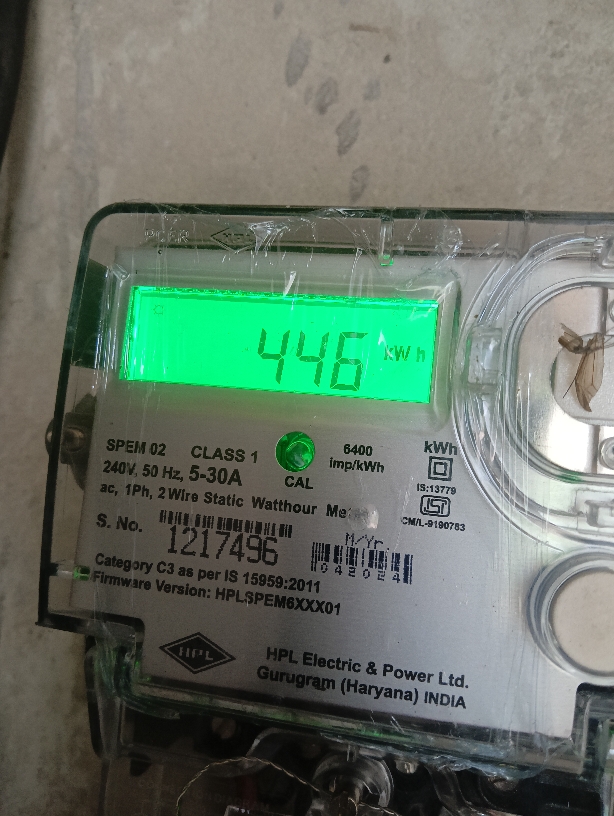 446 kWh
SPEM 02 CLASS 1
240V, 50 Hz, 5-30A
CAL
6400
imp/kWh
kWh
IS:13779
CM/L-9190783
ac, 1Ph, 2 Wire Static Watthour
S. No.
1217496
M/Yr
042024
Category C3 as per IS 15959:2011
Firmware Version: HPLSPEM6XXX01
HPL
HPL Electric & Power Ltd.
Gurugram (Haryana) INDIA